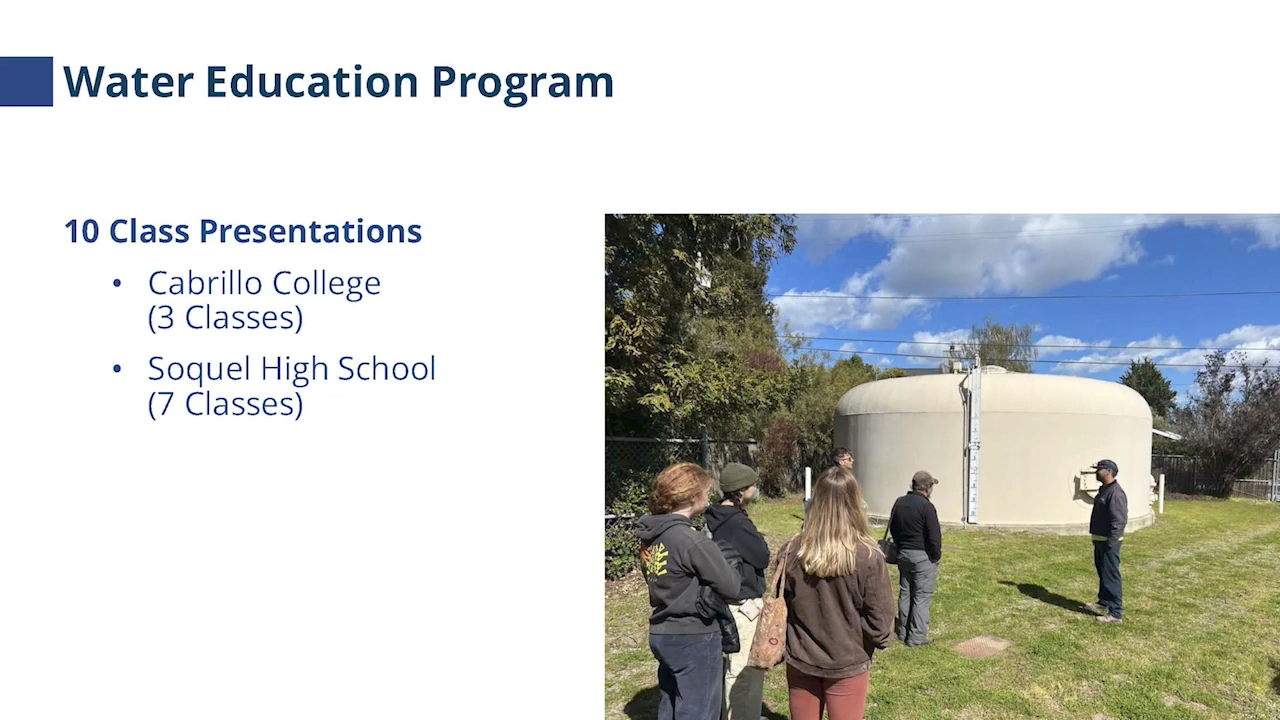 Water Education Program
10 Class Presentations
• Cabrillo College
(3 Classes)
• Soquel High School
(7 Classes)